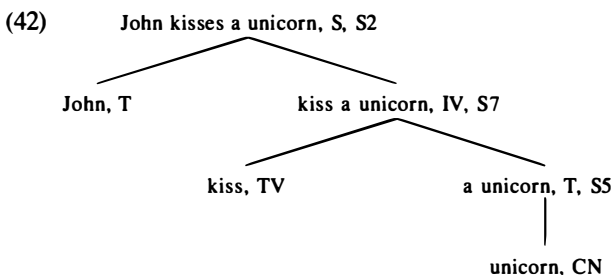 (42) John kisses a unicorn, S, S2
John, T kiss a unicorn, IV, S7
kiss, TV a unicorn, T, S5
unicorn, CN